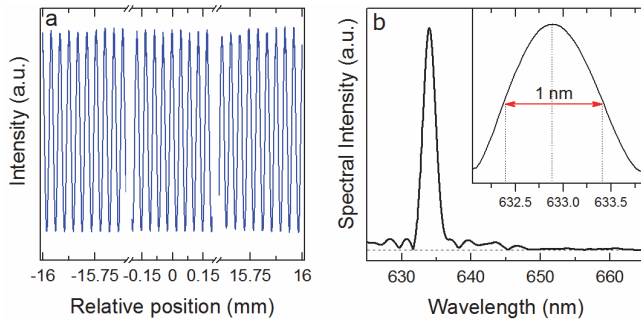 a
Intensity (a.u.)
-16 -15.75 -0.15 0 0.15 15.75 16
Relative position (mm)
b
Spectral Intensity (a.u.)
1 nm
632.5 633.0 633.5
630 640 650 660
Wavelength (nm)